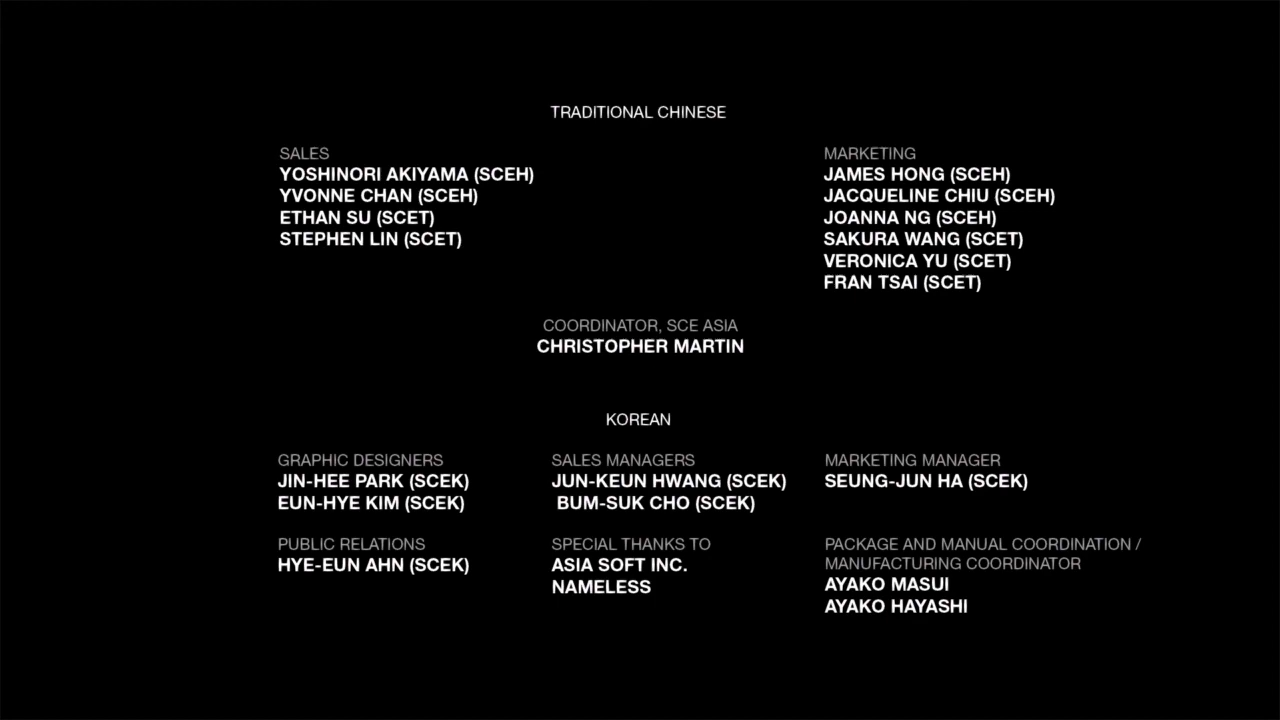 TRADITIONAL CHINESE
SALES
YOSHINORI AKIYAMA (SCEH)
YVONNE CHAN (SCEH)
ETHAN SU (SCET)
STEPHEN LIN (SCET)
MARKETING
JAMES HONG (SCEH)
JACQUELINE CHIU (SCEH)
JOANNA NG (SCEH)
SAKURA WANG (SCET)
VERONICA YU (SCET)
FRAN TSAI (SCET)
COORDINATOR, SCE ASIA
CHRISTOPHER MARTIN
KOREAN
GRAPHIC DESIGNERS
JIN-HEE PARK (SCEK)
EUN-HYE KIM (SCEK)
SALES MANAGERS
JUN-KEUN HWANG (SCEK)
BUM-SUK CHO (SCEK)
MARKETING MANAGER
SEUNG-JUN HA (SCEK)
PUBLIC RELATIONS
HYE-EUN AHN (SCEK)
SPECIAL THANKS TO
ASIA SOFT INC.
NAMELESS
PACKAGE AND MANUAL COORDINATION /
MANUFACTURING COORDINATOR
AYAKO MASUI
AYAKO HAYASHI